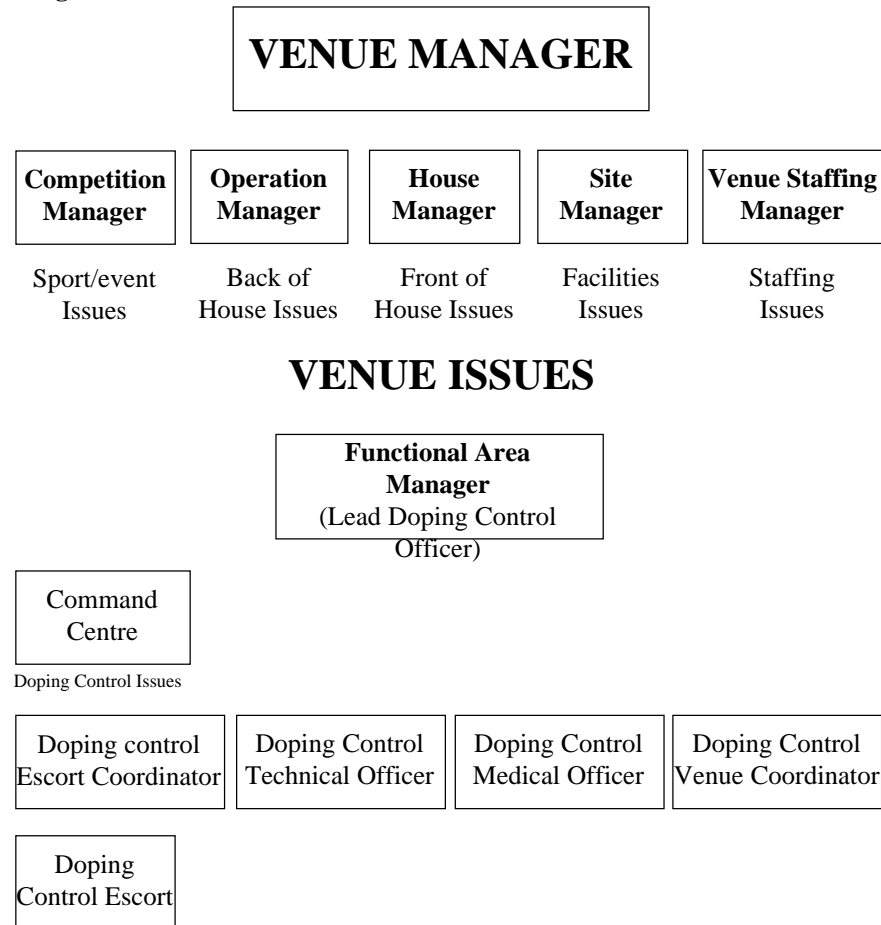 VENUE MANAGER
Competition
Manager
Operation
Manager
House
Manager
Site
Manager
Venue Staffing
Manager
Sport/event
Issues
Back of
House Issues
Front of
House Issues
Facilities
Issues
Staffing
Issues
VENUE ISSUES
Functional Area
Manager
(Lead Doping Control
Officer)
Command
Centre
Doping Control Issues
Doping control
Escort Coordinator
Doping Control
Technical Officer
Doping Control
Medical Officer
Doping Control
Venue Coordinator
Doping
Control Escort